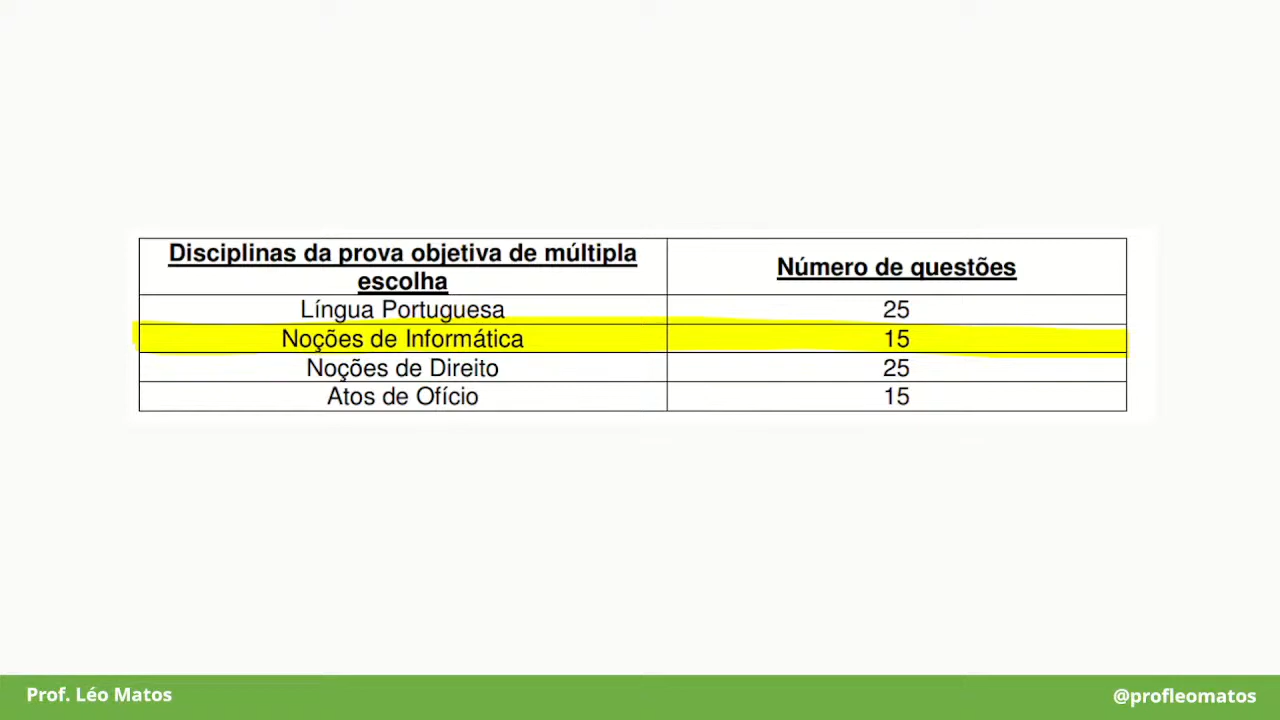 Disciplinas da prova objetiva de múltipla
escolha
Número de questões
Língua Portuguesa 25
Noções de Informática 15
Noções de Direito 25
Atos de Ofício 15
Prof. Léo Matos
@profleomatos